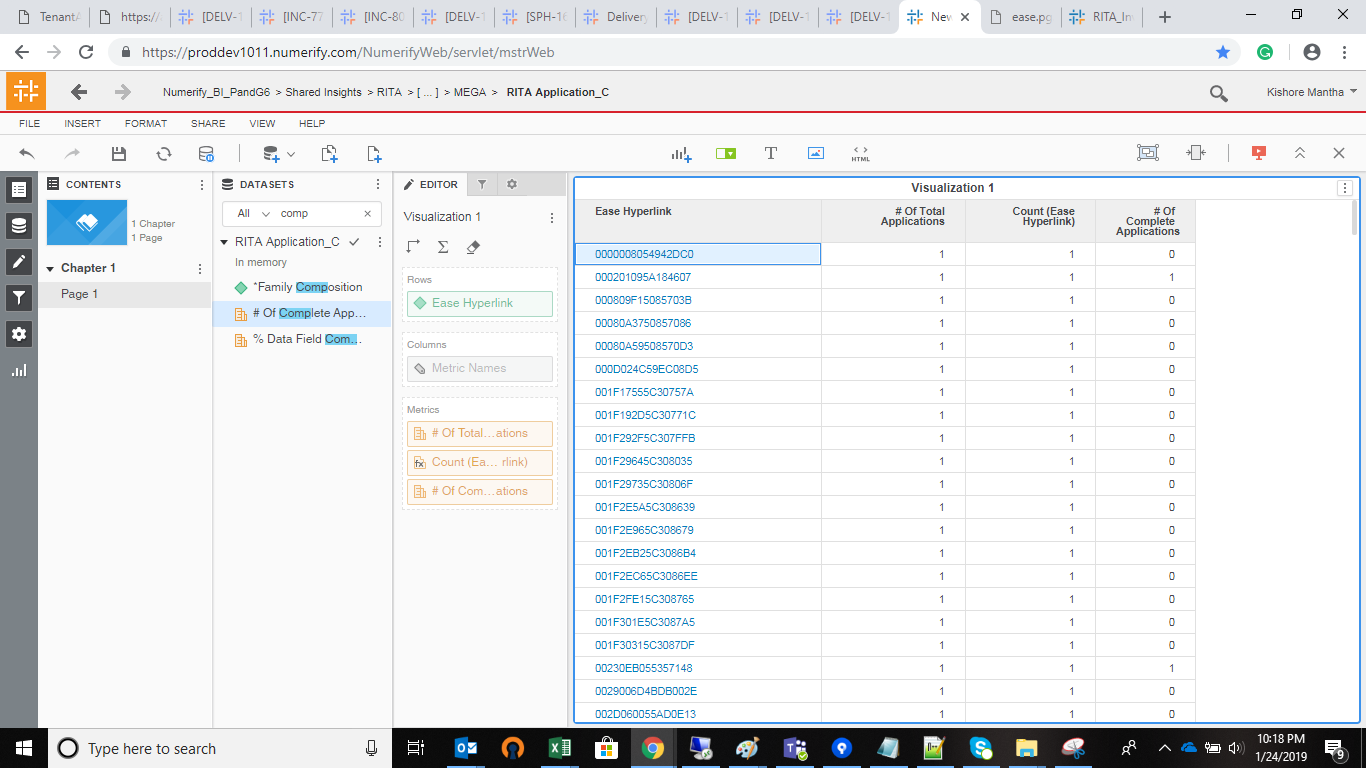 TenantA
https://
[DELV-1
[INC-77
[INC-80
[DELV-1
[SPH-16
Delivery
[DELV-1
[DELV-1
[DELV-1
New
ease.pg
RITA_In
https://proddev1011.numerify.com/NumerifyWeb/servlet/mstrWeb
Numerify_BI_PandG6 > Shared Insights > RITA > [ ... ] > MEGA > RITA Application_C
Kishore Mantha
FILE INSERT FORMAT SHARE VIEW HELP
HTML
CONTENTS
1 Chapter
1 Page
Chapter 1
Page 1
DATASETS
All comp
RITA Application_C
In memory
*Family Composition
# Of Complete App...
% Data Field Com...
EDITOR
Visualization 1
Rows
Ease Hyperlink
Columns
Metric Names
Metrics
# Of Total...ations
Count (Ea... rlink)
# Of Com...ations
Visualization 1
Ease Hyperlink # Of Total Applications Count (Ease Hyperlink) # Of Complete Applications
0000008054942DC0 1 1 0
000201095A184607 1 1 1
000809F15085703B 1 1 0
00080A3750857086 1 1 0
00080A59508570D3 1 1 0
000D024C59EC08D5 1 1 0
001F17555C30757A 1 1 0
001F192D5C30771C 1 1 0
001F292F5C307FFB 1 1 0
001F29645C308035 1 1 0
001F29735C30806F 1 1 0
001F2E5A5C308639 1 1 0
001F2E965C308679 1 1 0
001F2EB25C3086B4 1 1 0
001F2EC65C3086EE 1 1 0
001F2FE15C308765 1 1 0
001F301E5C3087A5 1 1 0
001F30315C3087DF 1 1 0
00230EB055357148 1 1 1
0029006D4BDB002E 1 1 0
002D060055AD0E13 1 1 0
Type here to search
10:18 PM
1/24/2019
9